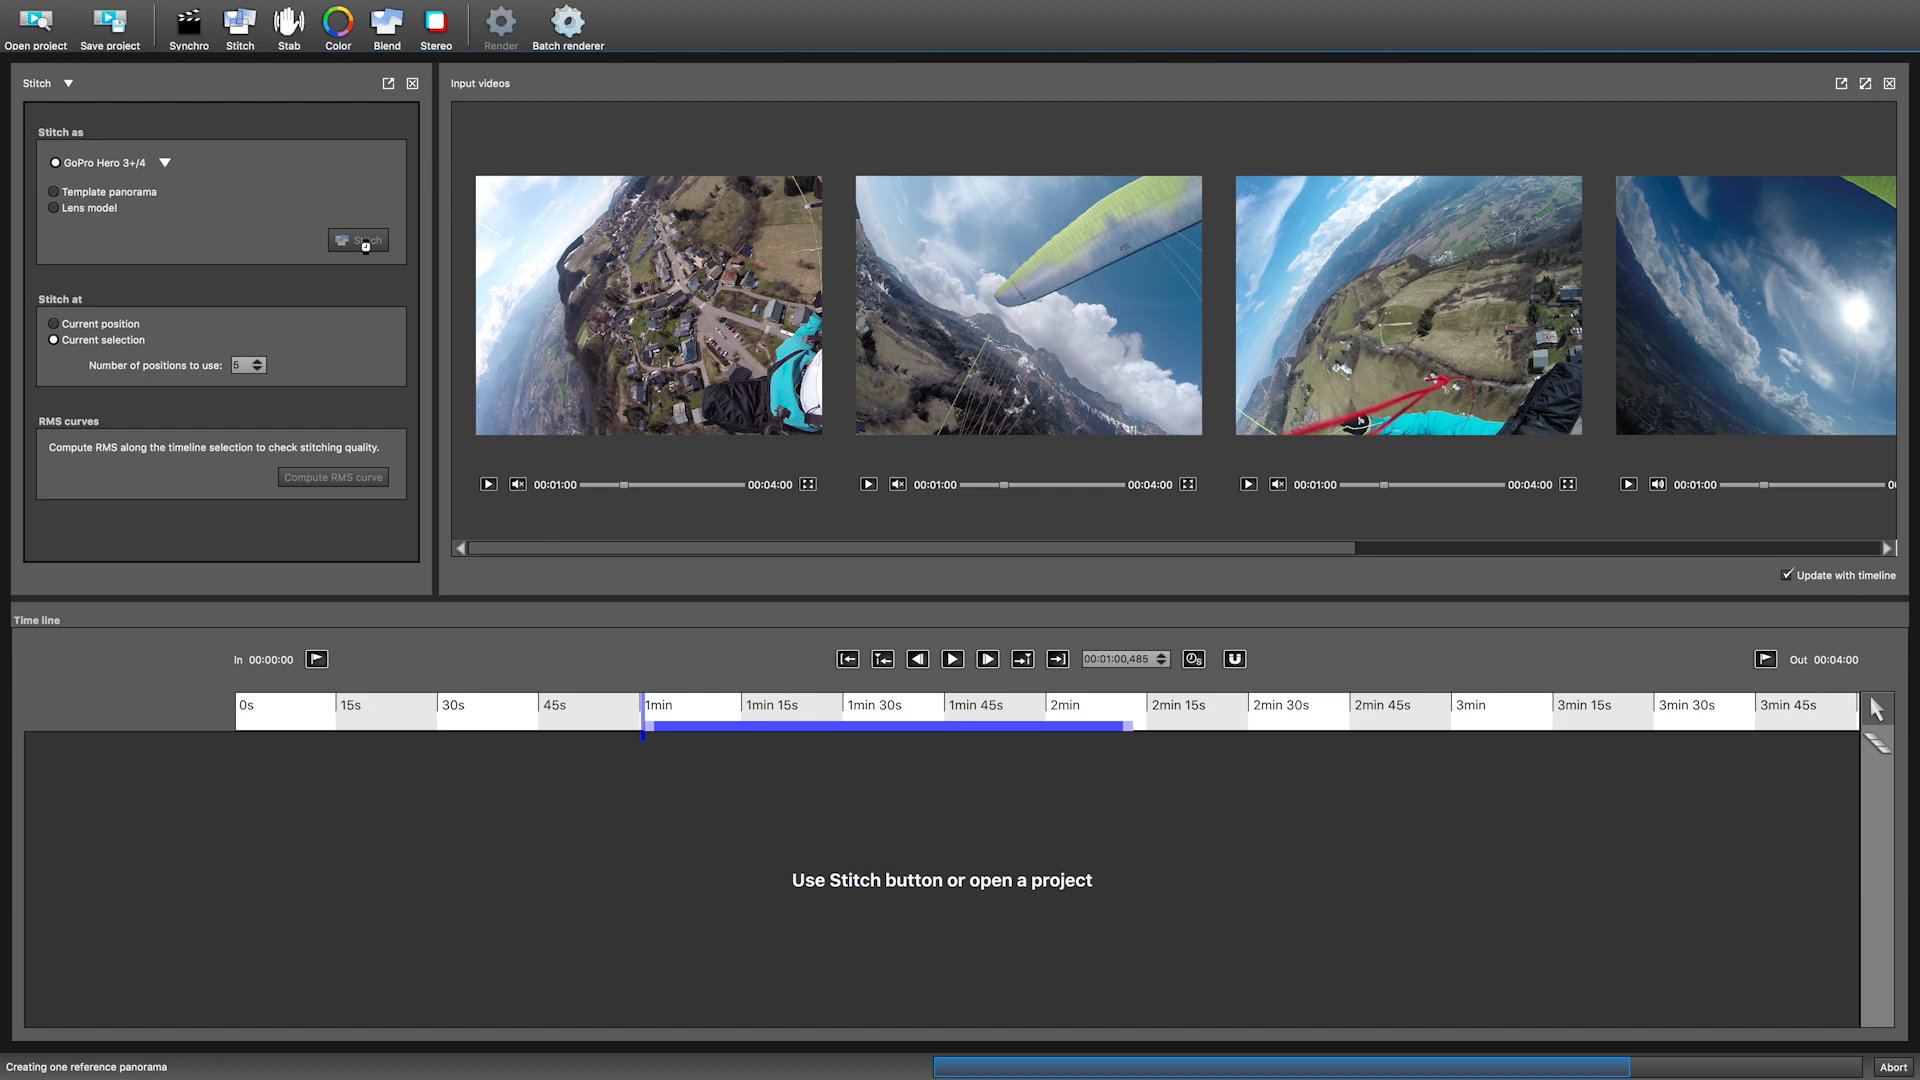 Open project Save project Synchro Stitch Stab Color Blend Stereo Render Batch renderer
Stitch
Input videos
Stitch as
GoPro Hero 3+/4
Template panorama
Lens model
Stitch
Stitch at
Current position
Current selection
Number of positions to use: 5
RMS curves
Compute RMS along the timeline selection to check stitching quality.
Compute RMS curve
00:01:00 00:04:00 00:01:00 00:04:00 00:01:00 00:04:00 00:01:00
Update with timeline
Time line
In 00:00:00 00:01:00,485 Out 00:04:00
0s 15s 30s 45s 1min 1min 15s 1min 30s 1min 45s 2min 2min 15s 2min 30s 2min 45s 3min 3min 15s 3min 30s 3min 45s
Use Stitch button or open a project
Creating one reference panorama
Abort